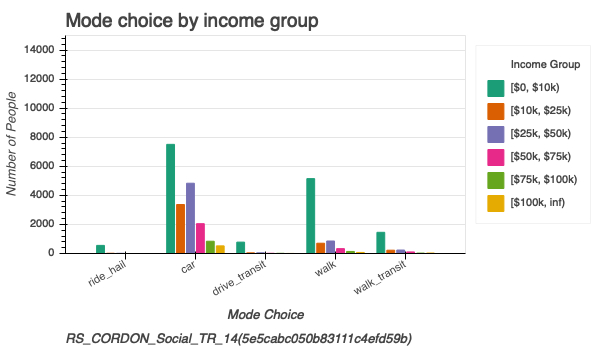 Mode choice by income group
Number of People
14000
12000
10000
8000
6000
4000
2000
0
ride_hail
car
drive_transit
walk
walk_transit
Mode Choice
RS_CORDON_Social_TR_14(5e5cabc050b83111c4efd59b)
Income Group
[$0, $10k)
[$10k, $25k)
[$25k, $50k)
[$50k, $75k)
[$75k, $100k)
[$100k, inf)